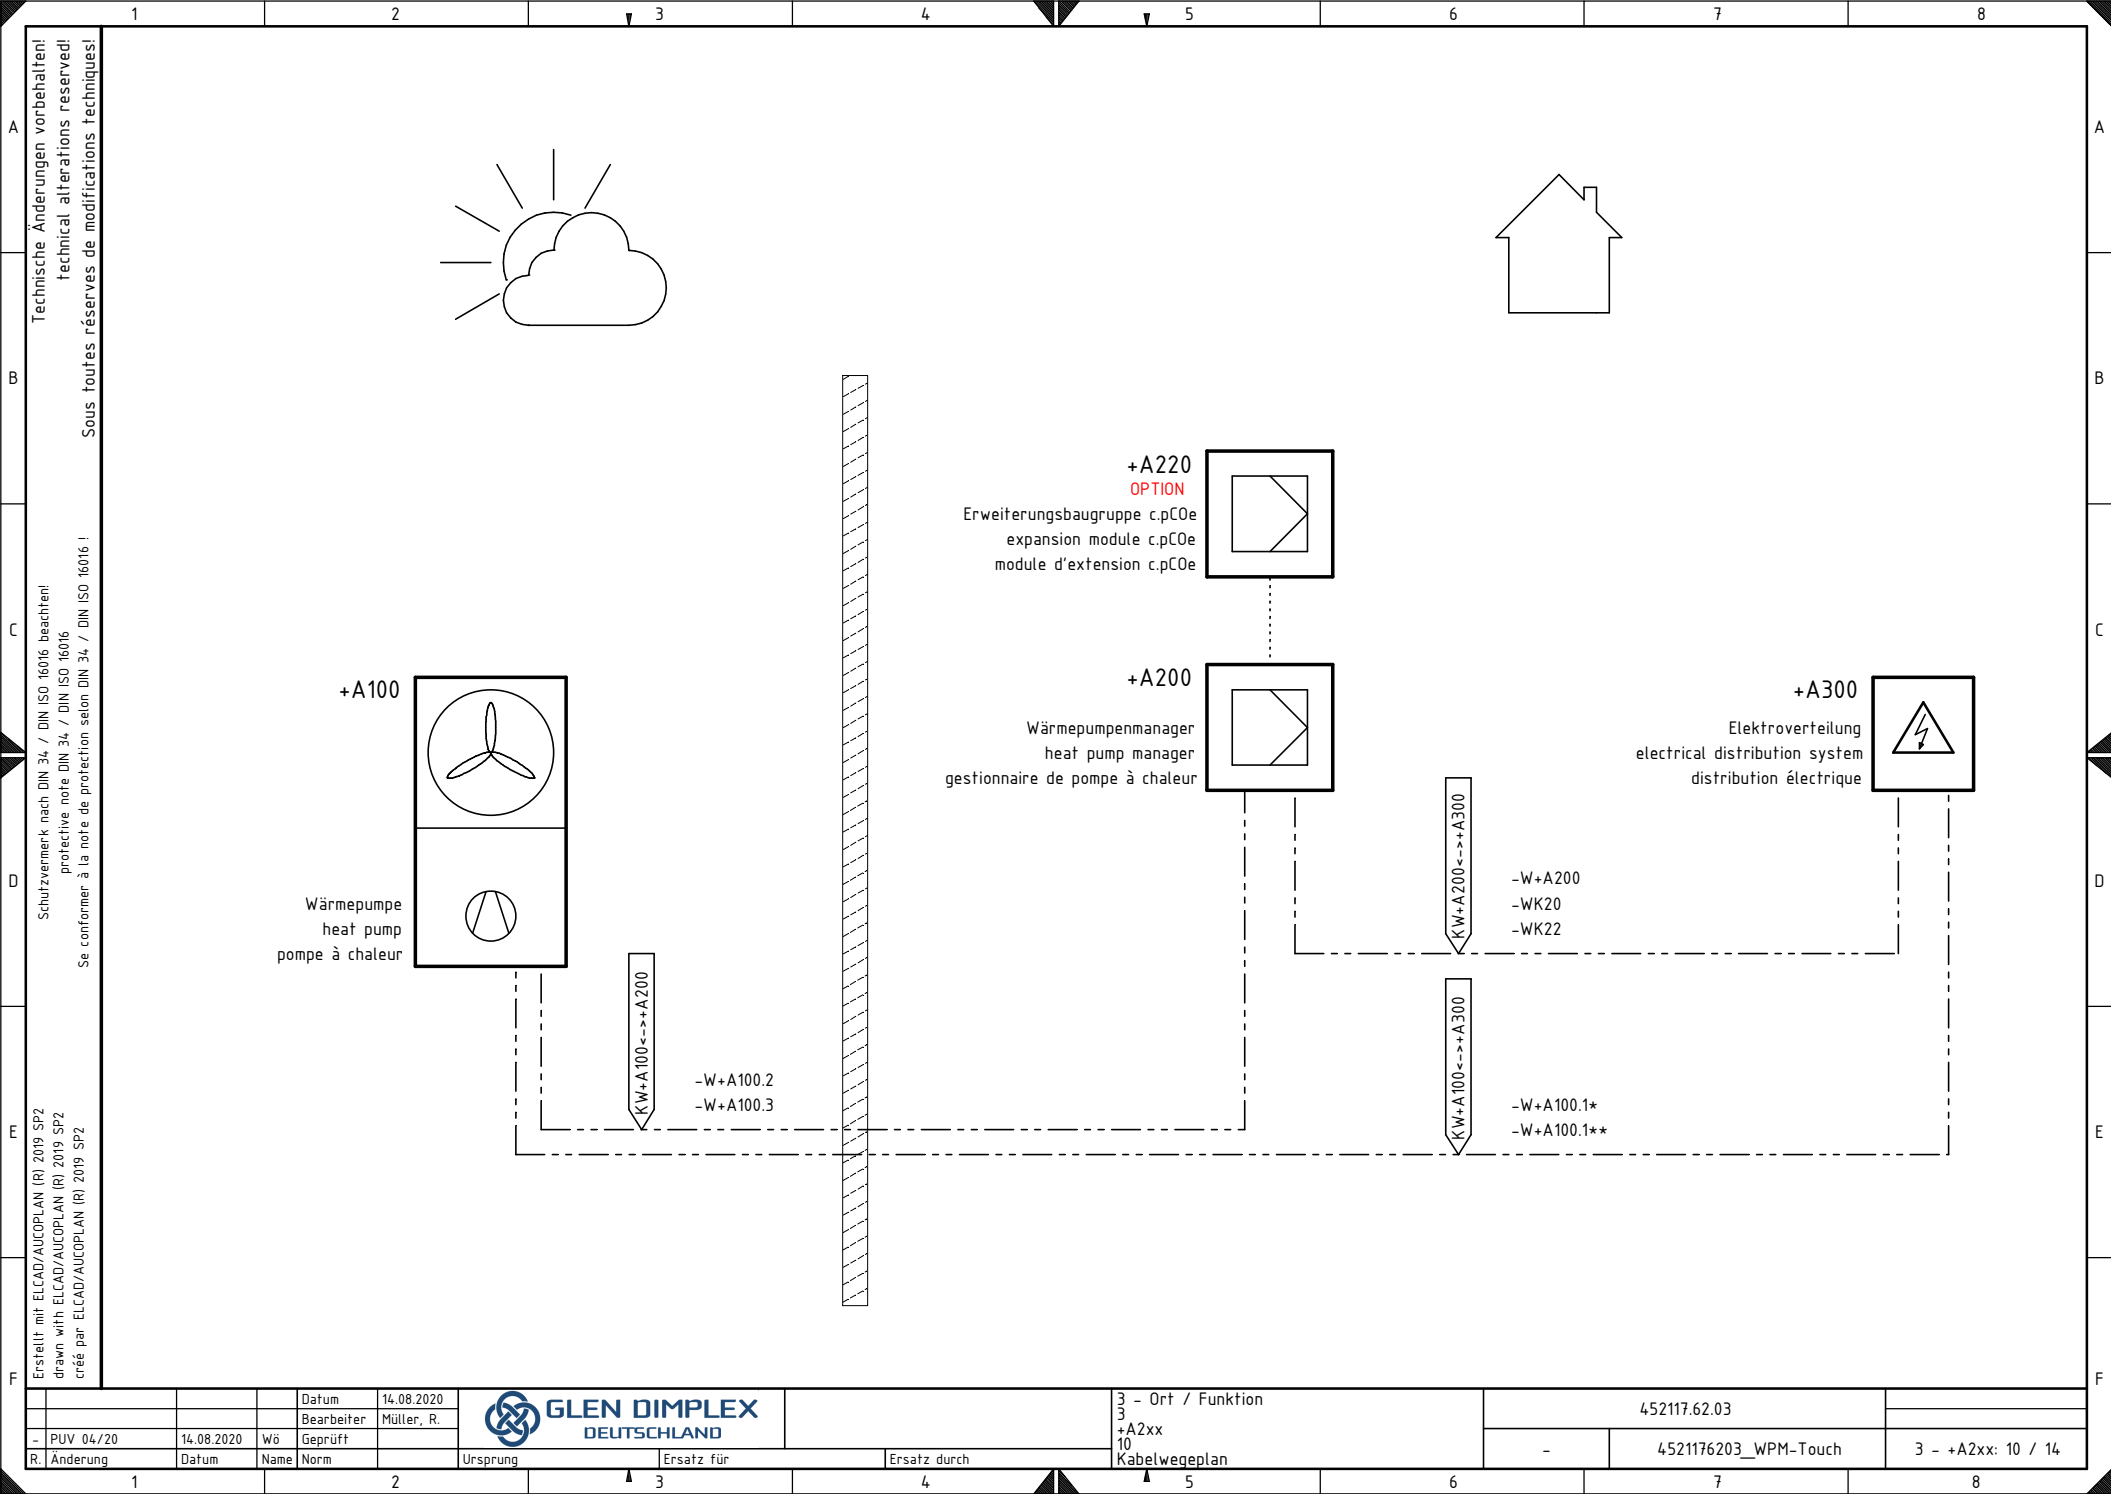 1 2 3 4 5 6 7 8
A A
B B
C C
D D
E E
F F
Technische Änderungen vorbehalten!
technical alterations reserved!
Sous toutes réserves de modifications techniques!
Schutzvermerk nach DIN 34 / DIN ISO 16016 beachten!
protective note DIN 34 / DIN ISO 16016
Se conformer à la note de protection selon DIN 34 / DIN ISO 16016 !
Erstellt mit ELCAD/AUCOPLAN (R) 2019 SP2
drawn with ELCAD/AUCOPLAN (R) 2019 SP2
créé par ELCAD/AUCOPLAN (R) 2019 SP2
+A220
OPTION
Erweiterungsbaugruppe c.pCOe
expansion module c.pCOe
module d'extension c.pCOe
+A100
Wärmepumpe
heat pump
pompe à chaleur
+A200
Wärmepumpenmanager
heat pump manager
gestionnaire de pompe à chaleur
+A300
Elektroverteilung
electrical distribution system
distribution électrique
KW+A200<->+A300
-W+A200
-WK20
-WK22
KW+A100<->+A200
-W+A100.2
-W+A100.3
KW+A100<->+A300
-W+A100.1*
-W+A100.1**
Datum 14.08.2020
Bearbeiter Müller, R.
- PUV 04/20 14.08.2020 Wö Geprüft
R. Änderung Datum Name Norm
GLEN DIMPLEX
DEUTSCHLAND
Ursprung Ersatz für Ersatz durch
3 - Ort / Funktion
3
+A2xx
10
Kabelwegeplan
452117.62.03
- 4521176203_WPM-Touch 3 - +A2xx: 10 / 14
1 2 3 4 5 6 7 8